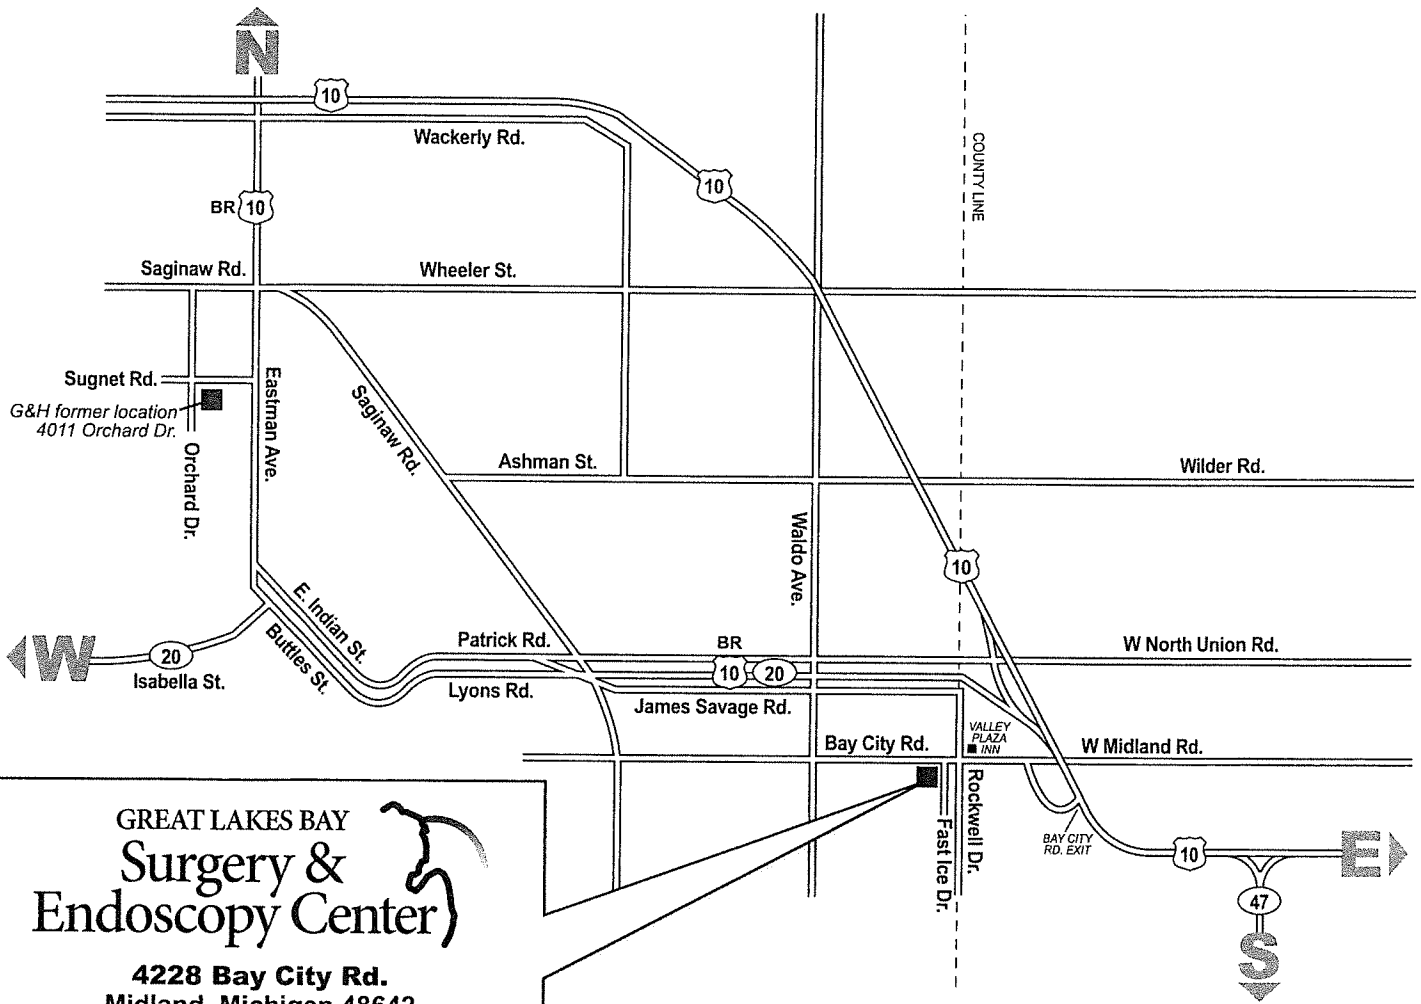 N
10
Wackerly Rd.
10
COUNTY LINE
BR 10
Saginaw Rd.
Wheeler St.
Sugnet Rd.
G&H former location
4011 Orchard Dr.
Orchard Dr.
Eastman Ave.
Saginaw Rd.
Ashman St.
Wilder Rd.
Waldo Ave.
10
E. Indian St.
Buttles St.
W
20
Isabella St.
Patrick Rd.
Lyons Rd.
BR
10 20
W North Union Rd.
James Savage Rd.
VALLEY
PLAZA
INN
Bay City Rd.
W Midland Rd.
Rockwell Dr.
Fast Ice Dr.
BAY CITY
RD. EXIT
10
E
47
S
GREAT LAKES BAY
Surgery &
Endoscopy Center
4228 Bay City Rd.
Midland, Michigan 48642